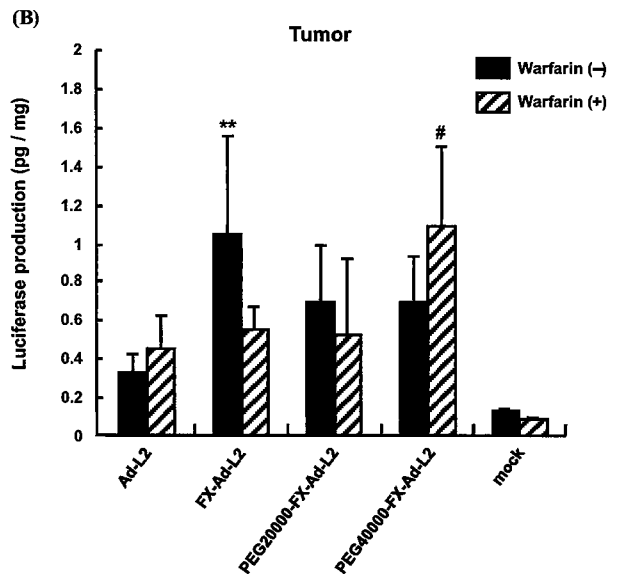 (B)
Tumor
Luciferase production (pg / mg)
2
1.8
1.6
1.4
1.2
1
0.8
0.6
0.4
0.2
0
Warfarin (–)
Warfarin (+)
**
#
Ad-L2
FX-Ad-L2
PEG20000-FX-Ad-L2
PEG40000-FX-Ad-L2
mock